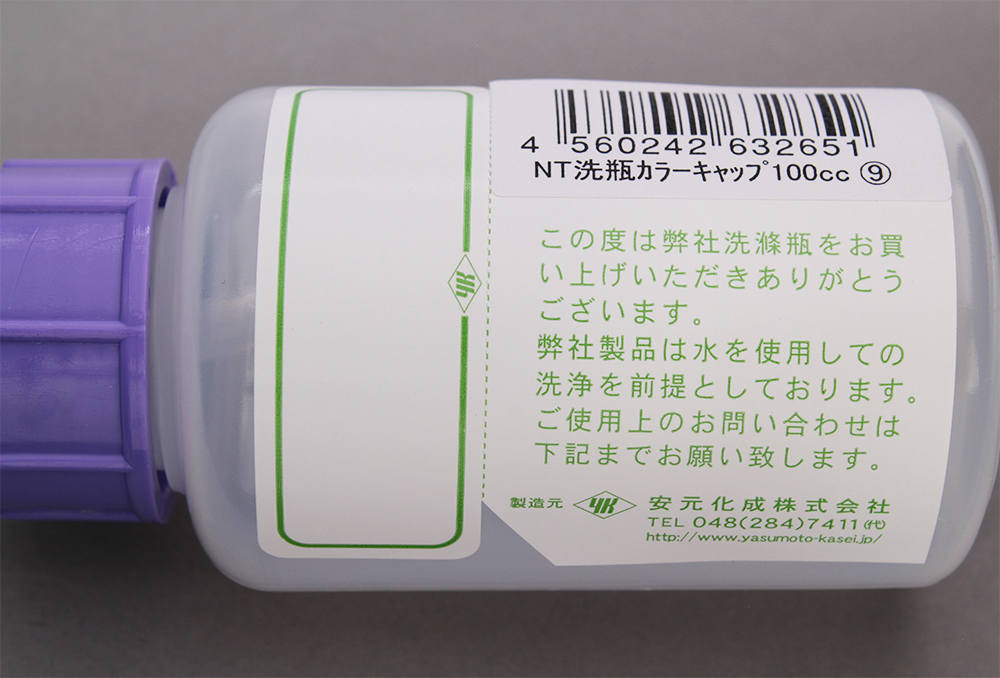 4 560242 632651
NT洗瓶カラーキャップ100cc ⑨
この度は弊社洗滌瓶をお買
い上げいただきありがとう
ございます。
弊社製品は水を使用しての
洗浄を前提としております。
ご使用上のお問い合わせは
下記までお願い致します。
製造元 YK 安元化成株式会社
TEL 048(284)7411㈹
http://www.yasumoto-kasei.jp/
YK